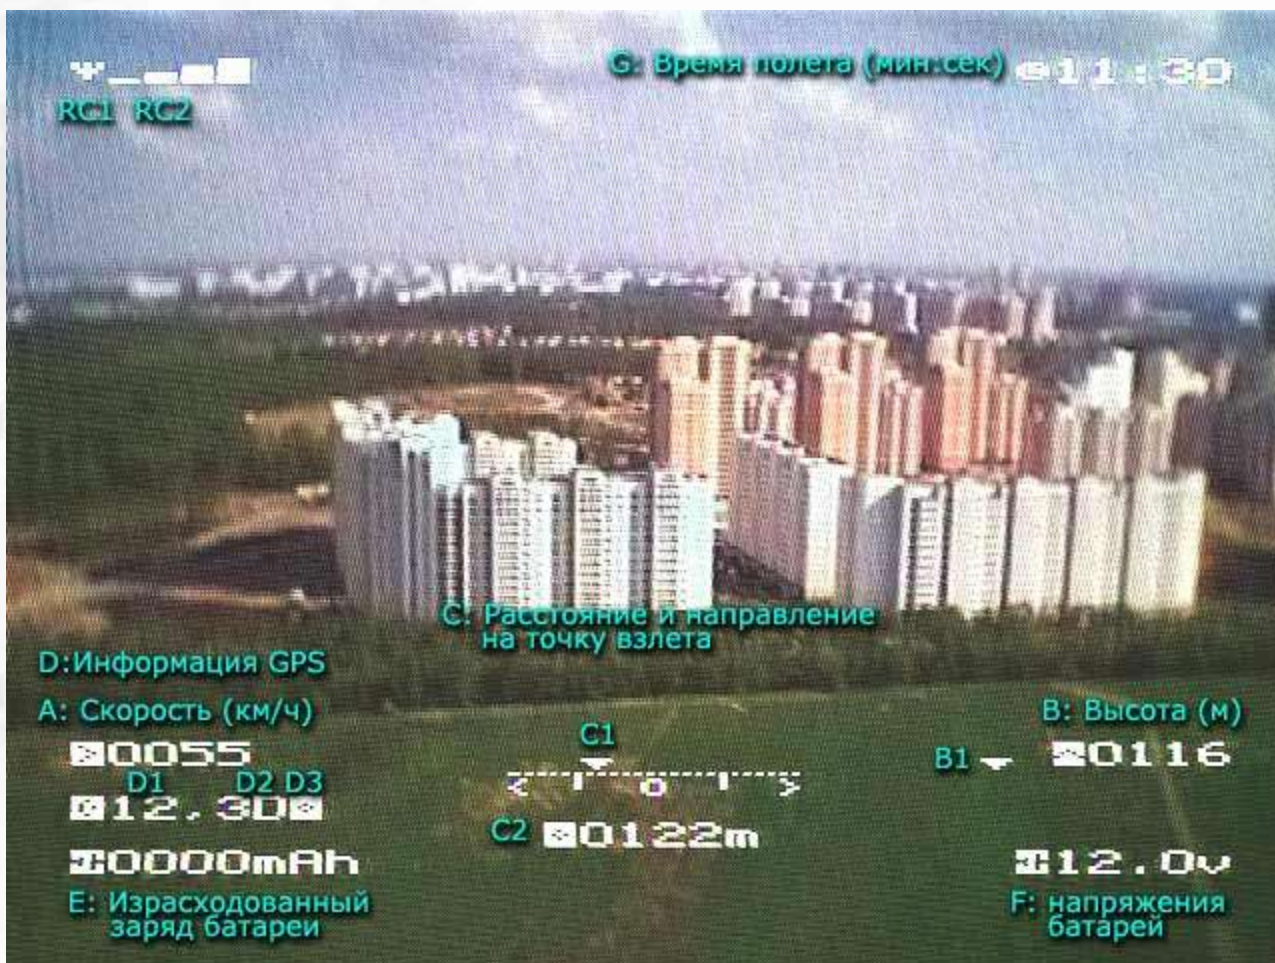 G: Время полета (мин:сек) 11:30
RC1 RC2
C: Расстояние и направление
на точку взлета
D:Информация GPS
A: Скорость (км/ч)
B: Высота (м)
C1
0055
B1 0116
D1 D2 D3
12,3D
< 0 >
C2 0122m
0000mAh
12.0v
E: Израсходованный
заряд батареи
F: напряжения
батарей